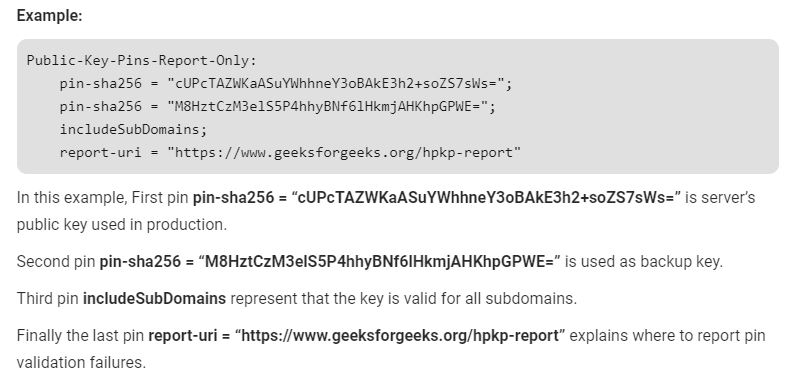 Example:
Public-Key-Pins-Report-Only:
pin-sha256 = "cUPcTAZWKaASuYWhhneY3oBAkE3h2+soZS7sWs=";
pin-sha256 = "M8HztCzM3elS5P4hhyBNf6lHkmjAHKhpGPWE=";
includeSubDomains;
report-uri = "https://www.geeksforgeeks.org/hpkp-report"
In this example, First pin pin-sha256 = “cUPcTAZWKaASuYWhhneY3oBAkE3h2+soZS7sWs=” is server’s
public key used in production.
Second pin pin-sha256 = “M8HztCzM3elS5P4hhyBNf6lHkmjAHKhpGPWE=” is used as backup key.
Third pin includeSubDomains represent that the key is valid for all subdomains.
Finally the last pin report-uri = “https://www.geeksforgeeks.org/hpkp-report” explains where to report pin
validation failures.